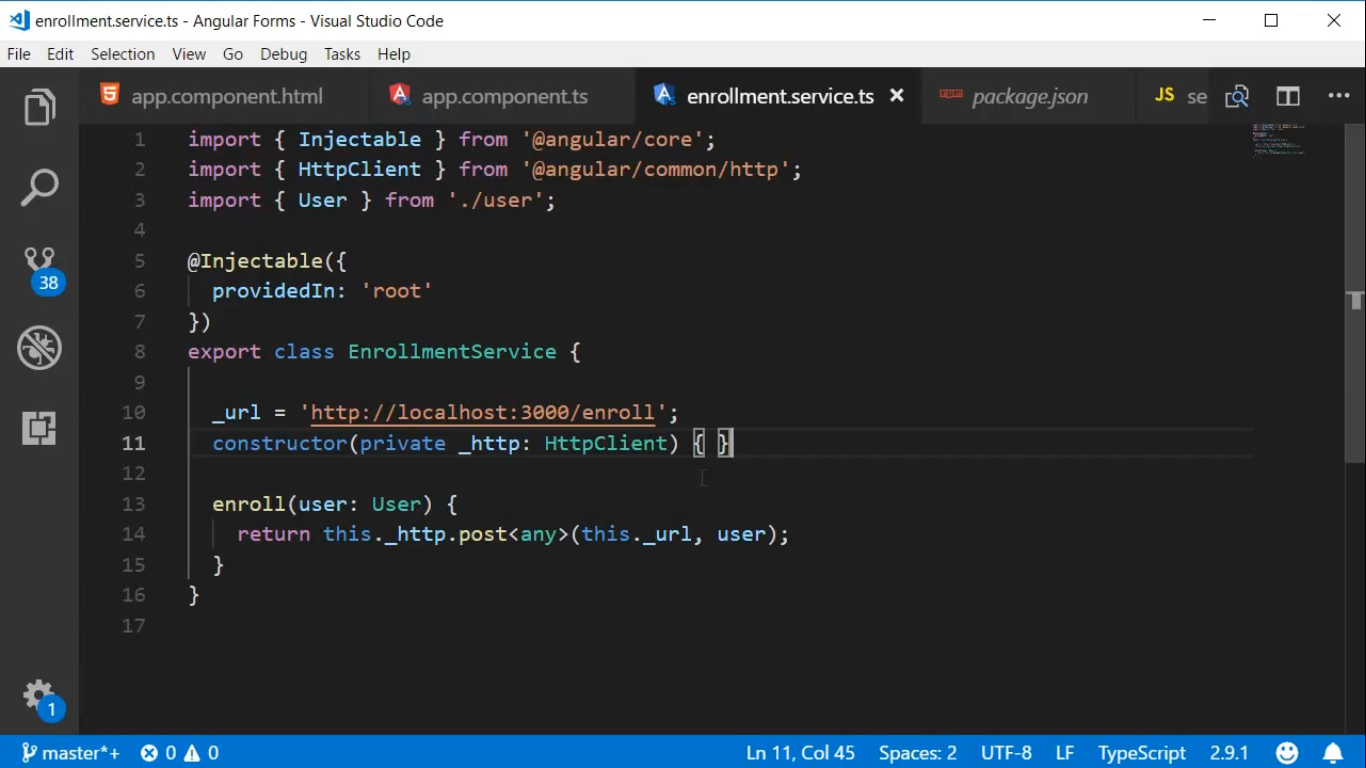 enrollment.service.ts - Angular Forms - Visual Studio Code
File Edit Selection View Go Debug Tasks Help
app.component.html app.component.ts enrollment.service.ts package.json JS se
1 import { Injectable } from '@angular/core';
2 import { HttpClient } from '@angular/common/http';
3 import { User } from './user';
4
5 @Injectable({
6 providedIn: 'root'
7 })
8 export class EnrollmentService {
9
10 _url = 'http://localhost:3000/enroll';
11 constructor(private _http: HttpClient) { }
12
13 enroll(user: User) {
14 return this._http.post<any>(this._url, user);
15 }
16 }
17
38
1
master*+ 0 0 Ln 11, Col 45 Spaces: 2 UTF-8 LF TypeScript 2.9.1